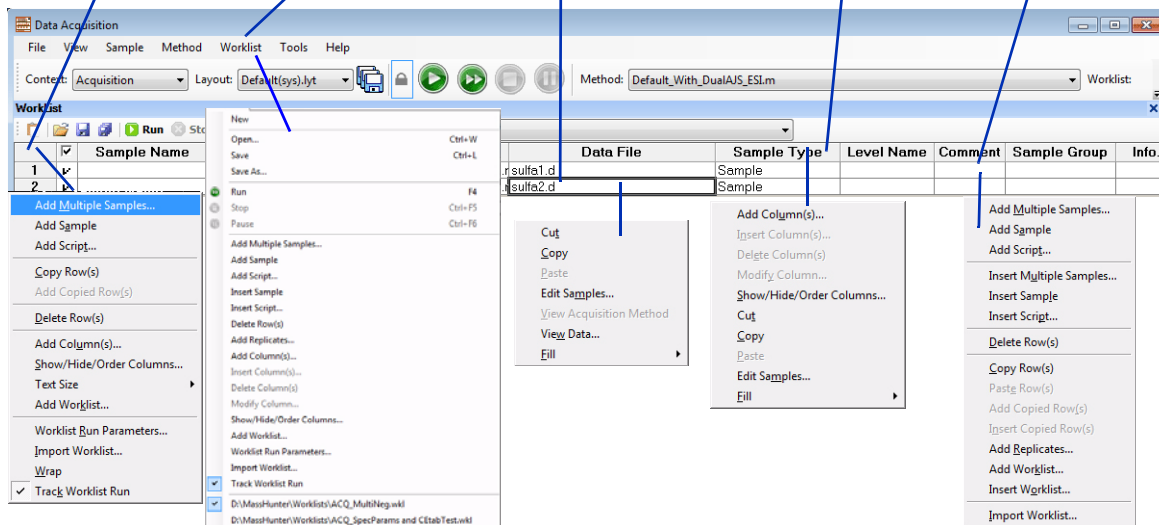 Data Acquisition
File View Sample Method Worklist Tools Help
Context: Acquisition Layout: Default(sys).lyt Method: Default_With_DualAJS_ESI.m Worklist:
Worklist
Run
Sample Name Data File Sample Type Level Name Comment Sample Group Info.
1 sulfa1.d Sample
2 sulfa2.d Sample
Add Multiple Samples...
Add Sample
Add Script...
Copy Row(s)
Add Copied Row(s)
Delete Row(s)
Add Column(s)...
Show/Hide/Order Columns...
Text Size
Add Worklist...
Worklist Run Parameters...
Import Worklist...
Wrap
Track Worklist Run
New
Open... Ctrl+W
Save Ctrl+L
Save As...
Run F4
Stop Ctrl+F5
Pause Ctrl+F6
Add Multiple Samples...
Add Sample
Add Script...
Insert Sample
Insert Script...
Delete Row(s)
Add Replicates...
Add Column(s)...
Insert Column(s)...
Delete Column(s)
Modify Column...
Show/Hide/Order Columns...
Add Worklist...
Worklist Run Parameters...
Import Worklist...
Track Worklist Run
D:\MassHunter\Worklists\ACQ_MultiNeg.wkl
D:\MassHunter\Worklists\ACQ_SpecParams and CEtabTest.wkl
Cut
Copy
Paste
Edit Samples...
View Acquisition Method
View Data...
Fill
Add Column(s)...
Insert Column(s)...
Delete Column(s)
Modify Column...
Show/Hide/Order Columns...
Cut
Copy
Paste
Edit Samples...
Fill
Add Multiple Samples...
Add Sample
Add Script...
Insert Multiple Samples...
Insert Sample
Insert Script...
Delete Row(s)
Copy Row(s)
Paste Row(s)
Add Copied Row(s)
Insert Copied Row(s)
Add Replicates...
Add Worklist...
Insert Worklist...
Import Worklist...